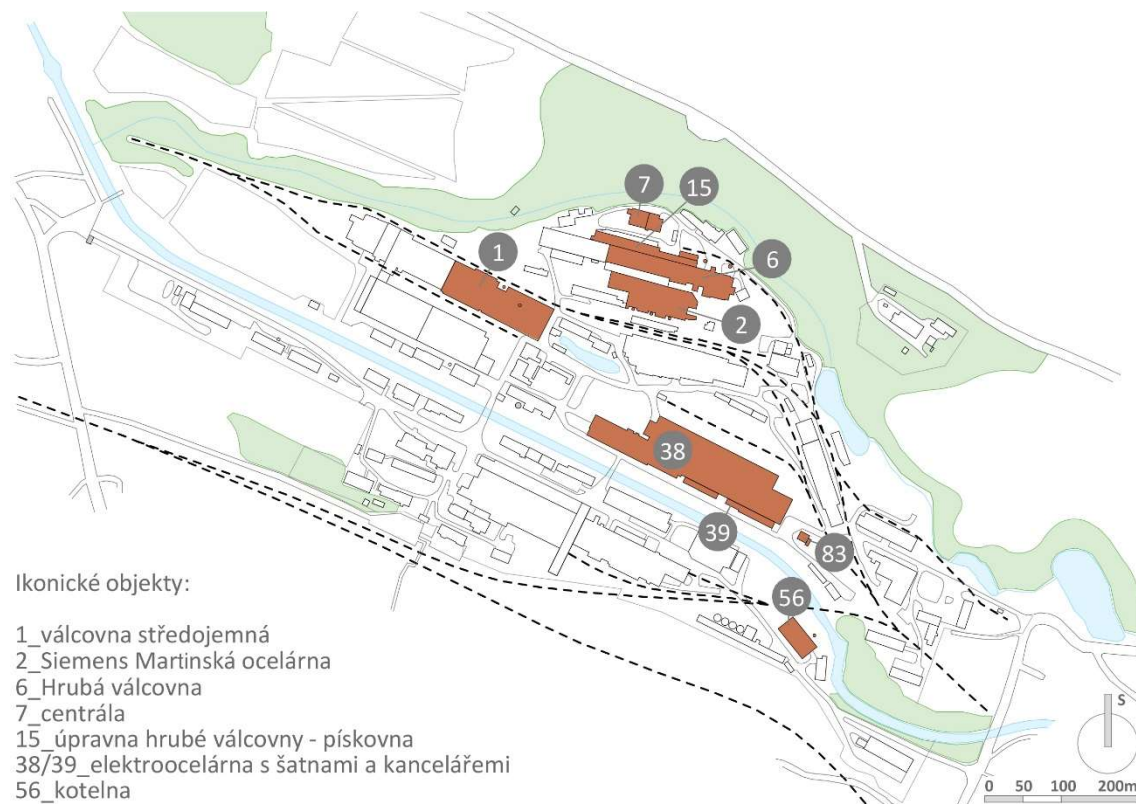 7
15
1
6
2
38
39
83
56
Ikonické objekty:
1_válcovna středojemná
2_Siemens Martinská ocelárna
6_Hrubá válcovna
7_centrála
15_úpravna hrubé válcovny - pískovna
38/39_elektroocelárna s šatnami a kancelářemi
56_kotelna
S
0 50 100 200m